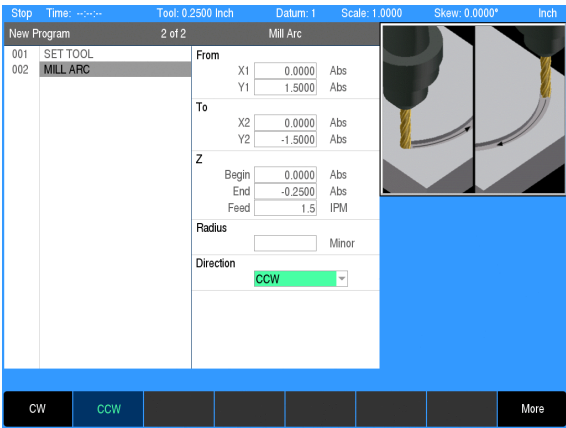 Stop Time: --:--:-- Tool: 0.2500 Inch Datum: 1 Scale: 1.0000 Skew: 0.0000° Inch
New Program 2 of 2 Mill Arc
001 SET TOOL
002 MILL ARC
From
X1 0.0000 Abs
Y1 1.5000 Abs
To
X2 0.0000 Abs
Y2 -1.5000 Abs
Z
Begin 0.0000 Abs
End -0.2500 Abs
Feed 1.5 IPM
Radius
Minor
Direction
CCW
CW CCW More